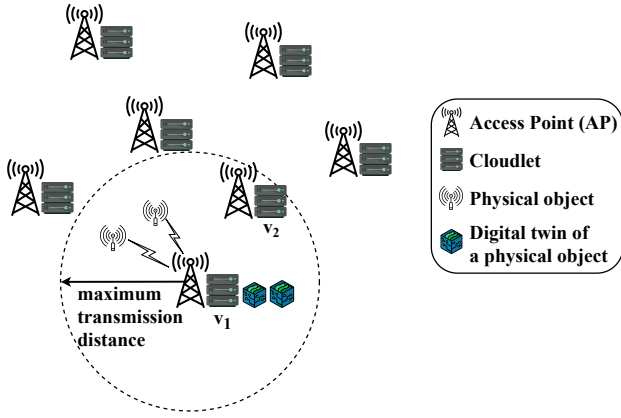 Access Point (AP)
Cloudlet
Physical object
Digital twin of
a physical object
v2
v1
maximum
transmission
distance